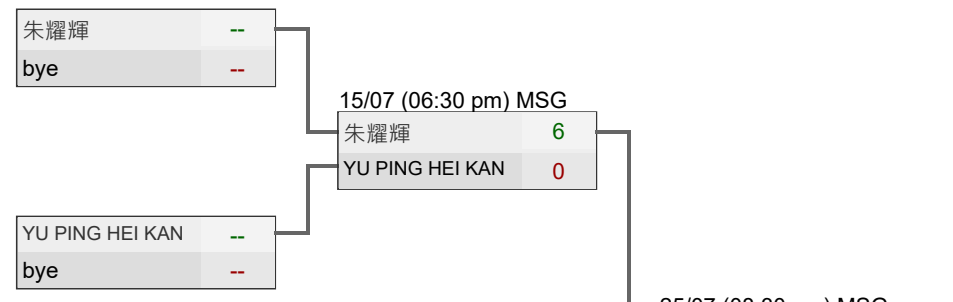 朱耀輝 --
bye --
15/07 (06:30 pm) MSG
朱耀輝 6
YU PING HEI KAN 0
YU PING HEI KAN --
bye --